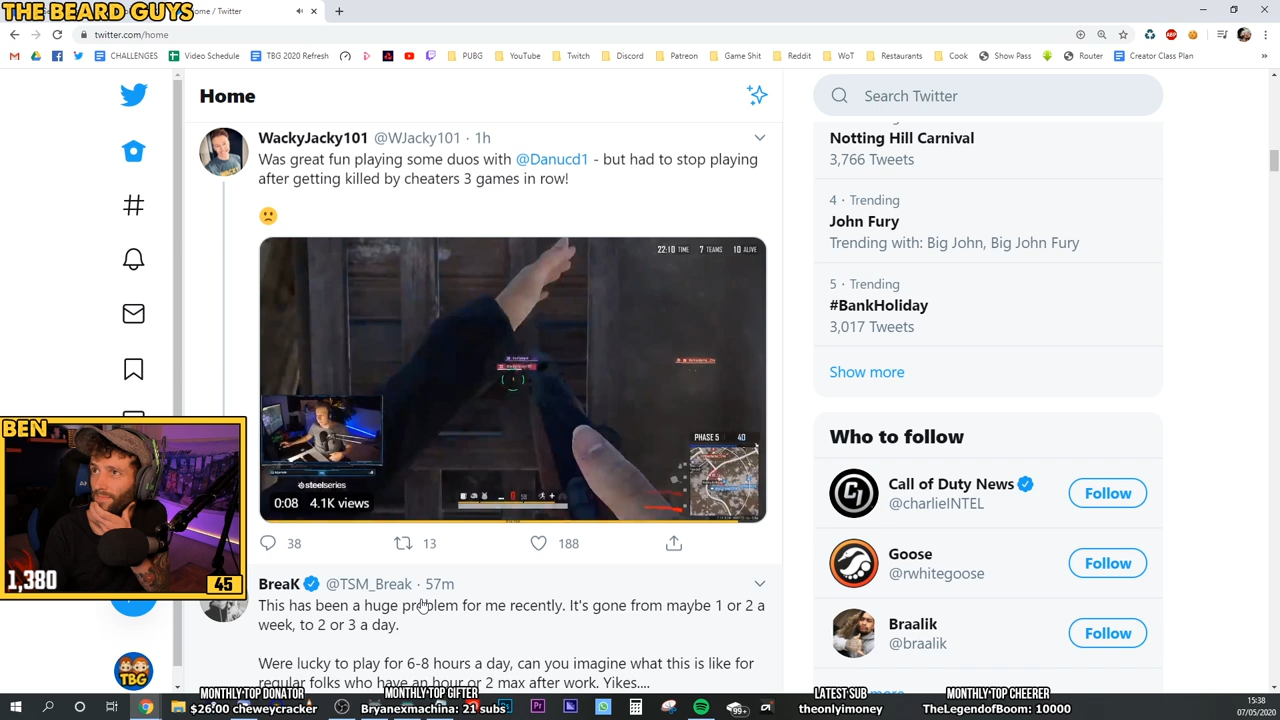 THE BEARD GUYS
Home / Twitter
twitter.com/home
CHALLENGES
Video Schedule
TBG 2020 Refresh
PUBG
YouTube
Twitch
Discord
Patreon
Game Shit
Reddit
WoT
Restaurants
Cook
Show Pass
Router
Creator Class Plan
Home
Search Twitter
WackyJacky101 @WJacky101 · 1h
Was great fun playing some duos with @Danucd1 - but had to stop playing
after getting killed by cheaters 3 games in row!
22:10 TIME 7 TEAMS 10 ALIVE
PHASE 5 40
steelseries
0:08 4.1K views
38 13 188
BreaK @TSM_Break · 57m
This has been a huge problem for me recently. It's gone from maybe 1 or 2 a
week, to 2 or 3 a day.
Were lucky to play for 6-8 hours a day, can you imagine what this is like for
regular folks who have an hour or 2 max after work. Yikes....
Notting Hill Carnival
3,766 Tweets
4 · Trending
John Fury
Trending with: Big John, Big John Fury
5 · Trending
#BankHoliday
3,017 Tweets
Show more
Who to follow
Call of Duty News
@charlieINTEL
Follow
Goose
@rwhitegoose
Follow
Braalik
@braalik
Follow
more
BEN
1,380
45
TBG
MONTHLY TOP DONATOR
$26.00 cheweycracker
MONTHLY TOP GIFTER
Bryanexmachina: 21 subs
LATEST SUB
theonlyimoney
MONTHLY TOP CHEERER
TheLegendofBoom: 10000
99+
15:38
07/05/2020